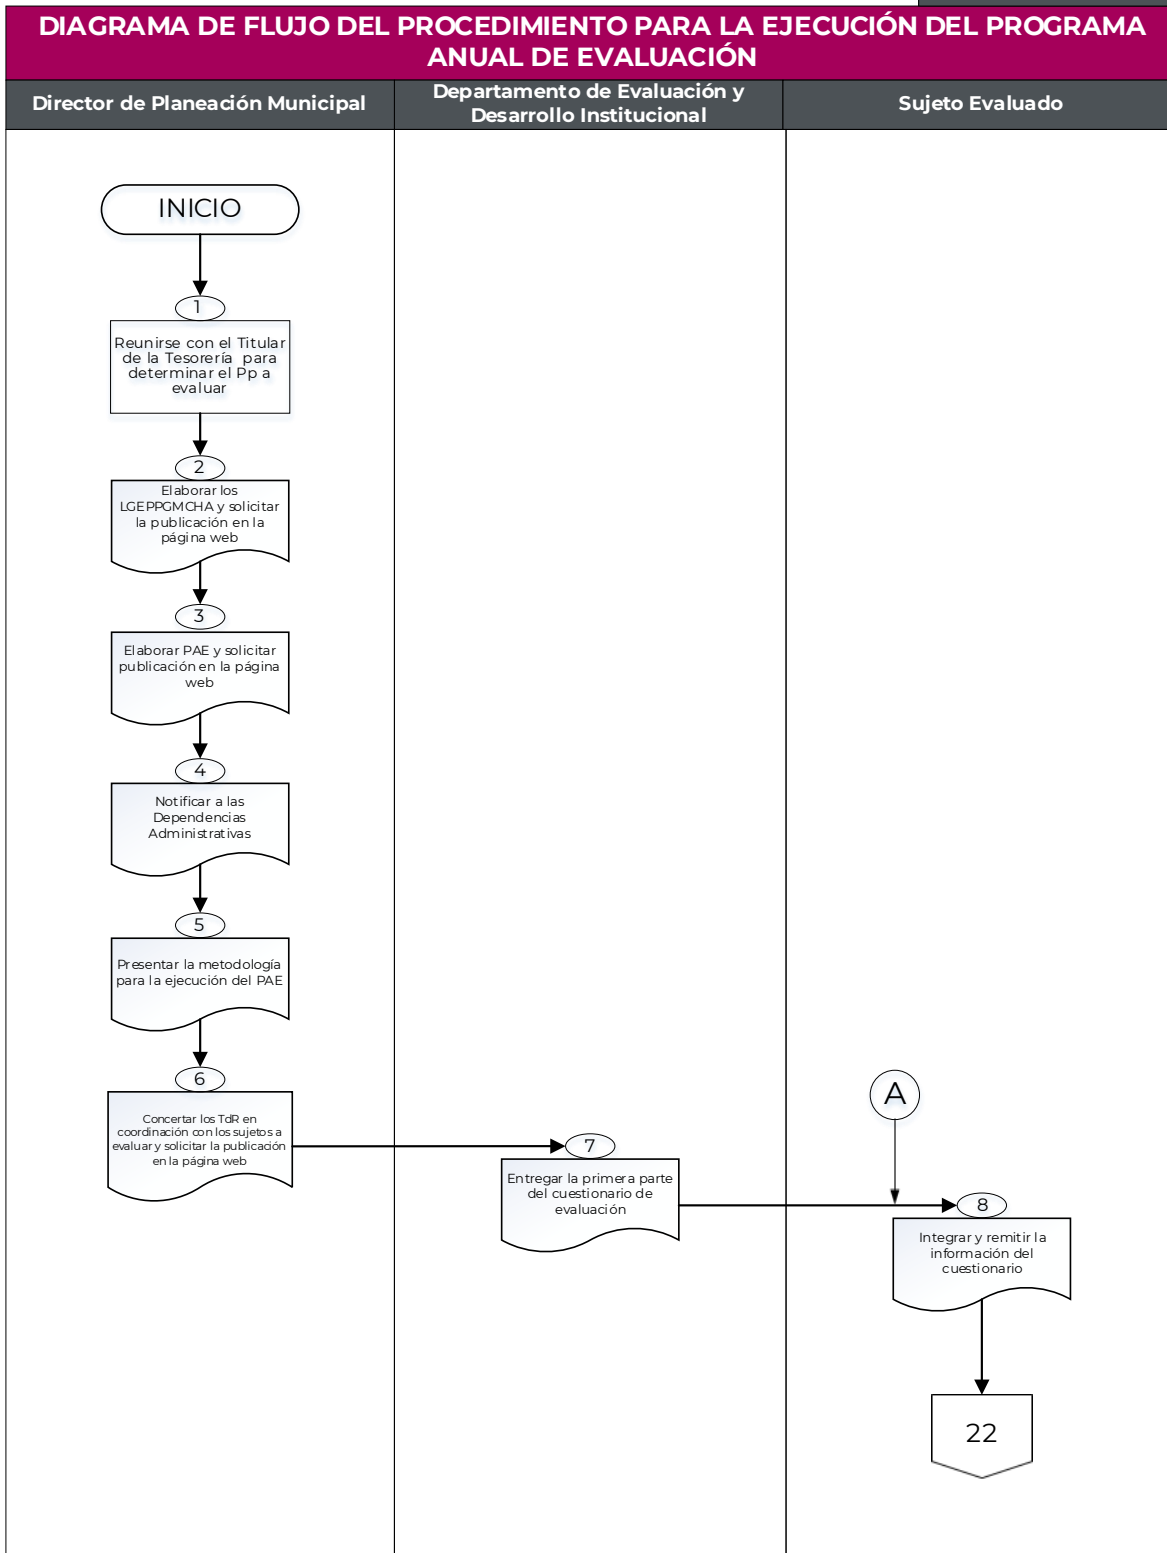 DIAGRAMA DE FLUJO DEL PROCEDIMIENTO PARA LA EJECUCIÓN DEL PROGRAMA
ANUAL DE EVALUACIÓN
Director de Planeación Municipal
Departamento de Evaluación y
Desarrollo Institucional
Sujeto Evaluado
INICIO
1
Reunirse con el Titular
de la Tesorería para
determinar el Pp a
evaluar
2
Elaborar los
LGEPPGMCHA y solicitar
la publicación en la
página web
3
Elaborar PAE y solicitar
publicación en la página
web
4
Notificar a las
Dependencias
Administrativas
5
Presentar la metodología
para la ejecución del PAE
6
Concertar los TdR en
coordinación con los sujetos a
evaluar y solicitar la publicación
en la página web
7
Entregar la primera parte
del cuestionario de
evaluación
A
8
Integrar y remitir la
información del
cuestionario
22